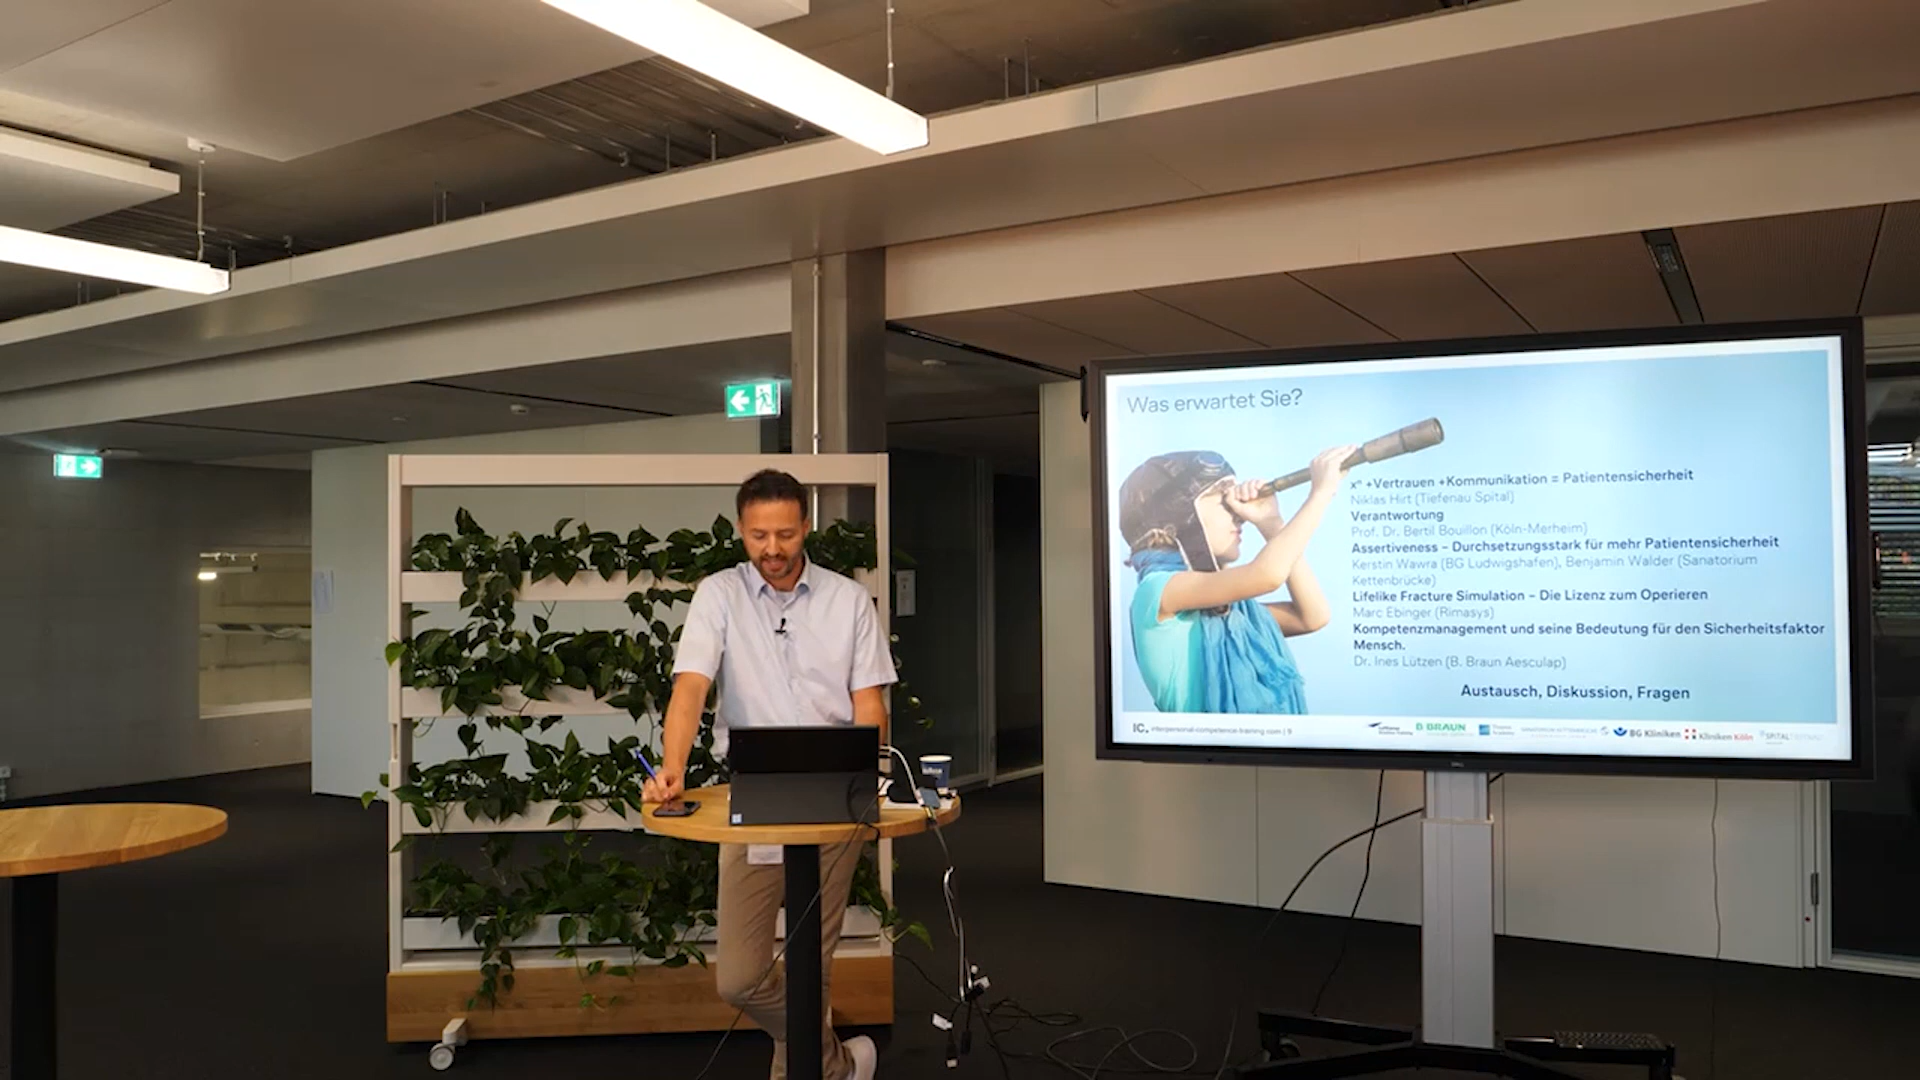 Was erwartet Sie?
xⁿ +Vertrauen +Kommunikation = Patientensicherheit
Niklas Hirt (Tiefenau Spital)
Verantwortung
Prof. Dr. Bertil Bouillon (Köln-Merheim)
Assertiveness – Durchsetzungsstark für mehr Patientensicherheit
Kerstin Wawra (BG Ludwigshafen), Benjamin Walder (Sanatorium
Kettenbrücke)
Lifelike Fracture Simulation – Die Lizenz zum Operieren
Marc Ebinger (Rimasys)
Kompetenzmanagement und seine Bedeutung für den Sicherheitsfaktor
Mensch.
Dr. Ines Lützen (B. Braun Aesculap)
Austausch, Diskussion, Fragen
IC. interpersonal-competence-training.com | 9
B BRAUN
BG Kliniken
Kliniken Köln
SPITAL